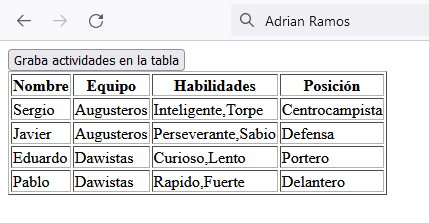 Adrian Ramos
Graba actividades en la tabla
Nombre Equipo Habilidades Posición
Sergio Augusteros Inteligente,Torpe Centrocampista
Javier Augusteros Perseverante,Sabio Defensa
Eduardo Dawistas Curioso,Lento Portero
Pablo Dawistas Rapido,Fuerte Delantero